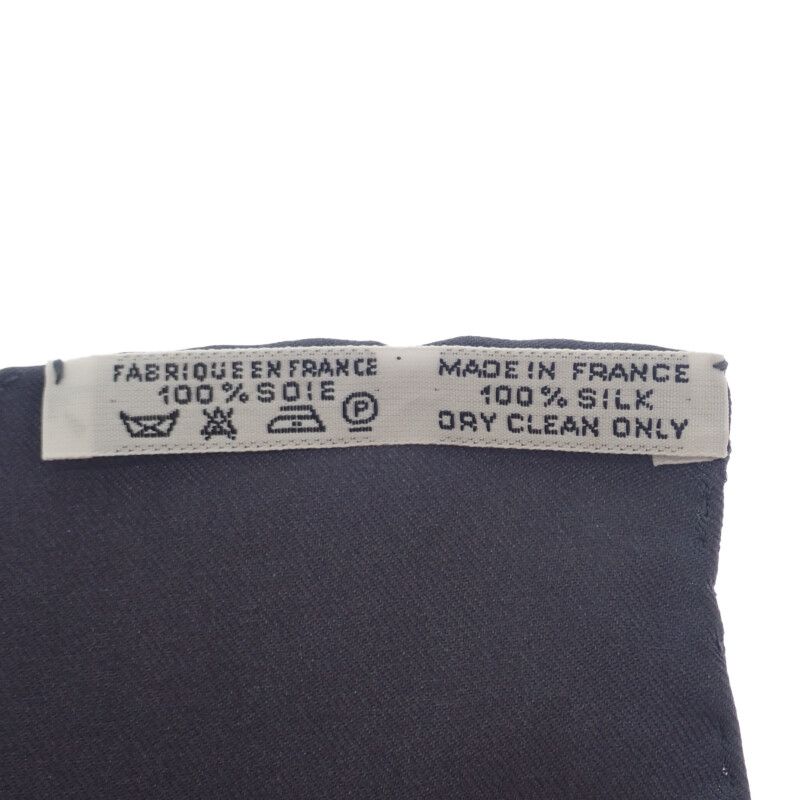 FABRIQUE EN FRANCE
100% SOIE
P
MADE IN FRANCE
100% SILK
DRY CLEAN ONLY